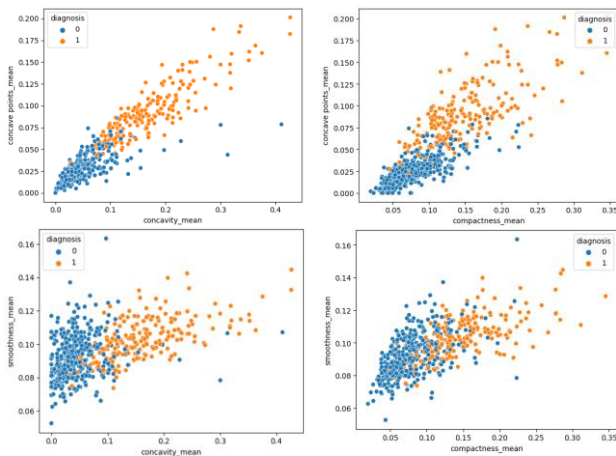 diagnosis
0
1
concave points_mean
0.200
0.175
0.150
0.125
0.100
0.075
0.050
0.025
0.000
0.0 0.1 0.2 0.3 0.4
concavity_mean
diagnosis
0
1
concave points_mean
0.200
0.175
0.150
0.125
0.100
0.075
0.050
0.025
0.000
0.05 0.10 0.15 0.20 0.25 0.30 0.35
compactness_mean
diagnosis
0
1
smoothness_mean
0.16
0.14
0.12
0.10
0.08
0.06
0.0 0.1 0.2 0.3 0.4
concavity_mean
diagnosis
0
1
smoothness_mean
0.16
0.14
0.12
0.10
0.08
0.06
0.05 0.10 0.15 0.20 0.25 0.30 0.35
compactness_mean